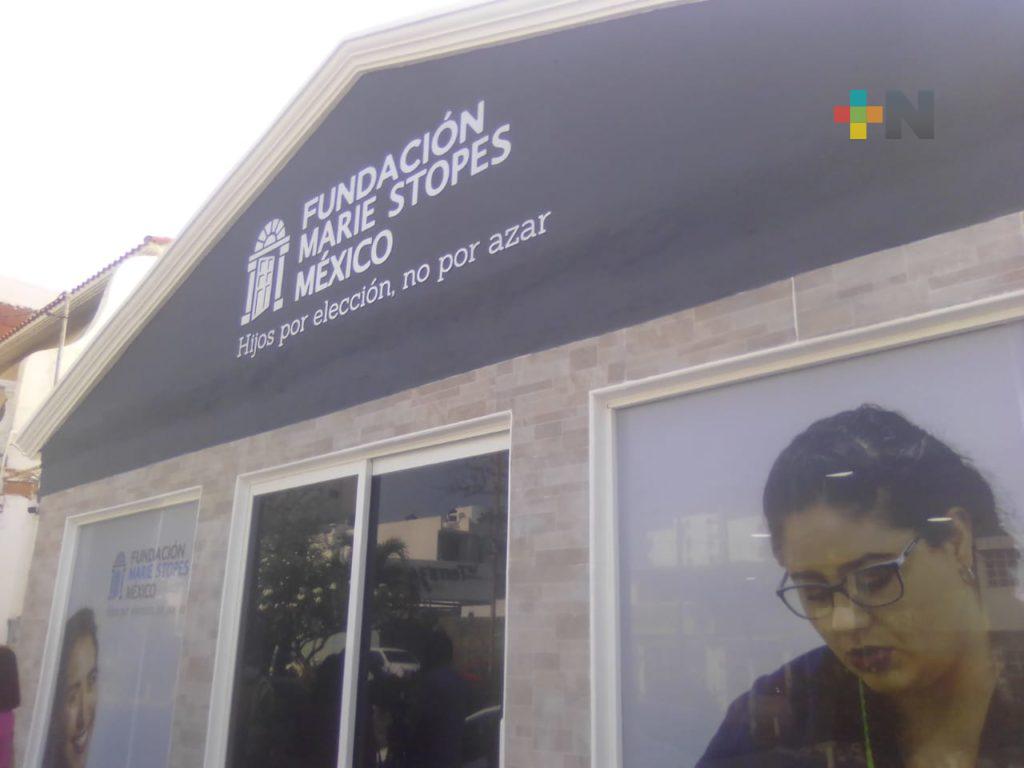 +N
FUNDACIÓN
MARIE STOPES
MÉXICO
Hijos por elección, no por azar
FUNDACIÓN
MARIE STOPES
MÉXICO